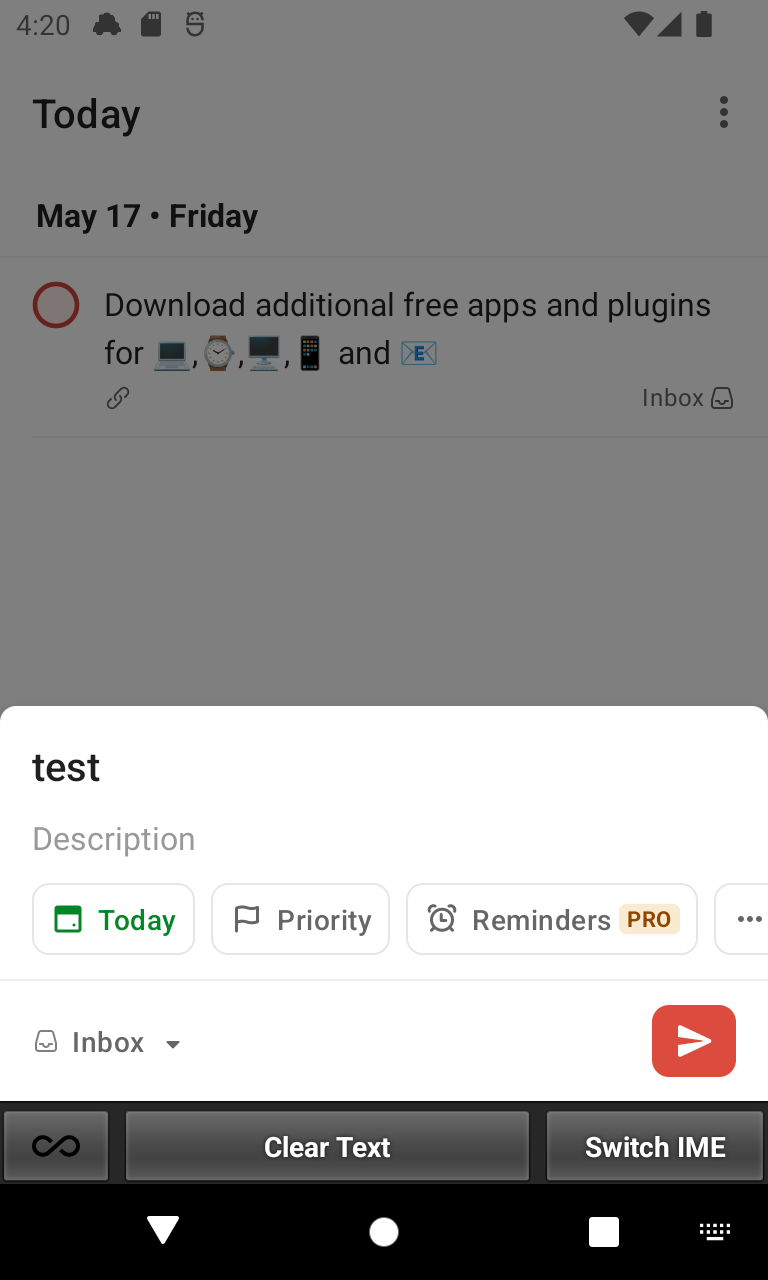 4:20
Today
May 17 • Friday
Download additional free apps and plugins
for 💻,⌚,🖥️,📱 and 📧
Inbox
test
Description
Today
Priority
Reminders PRO
Inbox
Clear Text
Switch IME